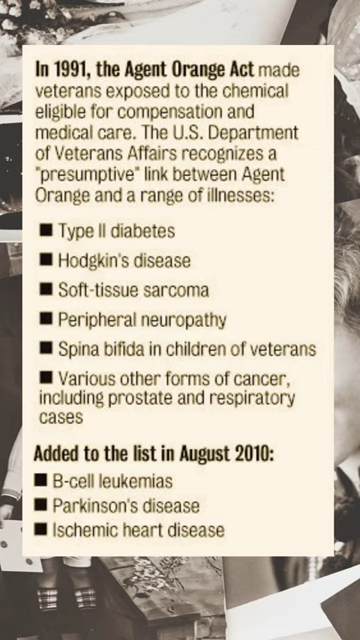 In 1991, the Agent Orange Act made
veterans exposed to the chemical
eligible for compensation and
medical care. The U.S. Department
of Veterans Affairs recognizes a
"presumptive" link between Agent
Orange and a range of illnesses:
■ Type II diabetes
■ Hodgkin's disease
■ Soft-tissue sarcoma
■ Peripheral neuropathy
■ Spina bifida in children of veterans
■ Various other forms of cancer,
including prostate and respiratory
cases
Added to the list in August 2010:
■ B-cell leukemias
■ Parkinson's disease
■ Ischemic heart disease